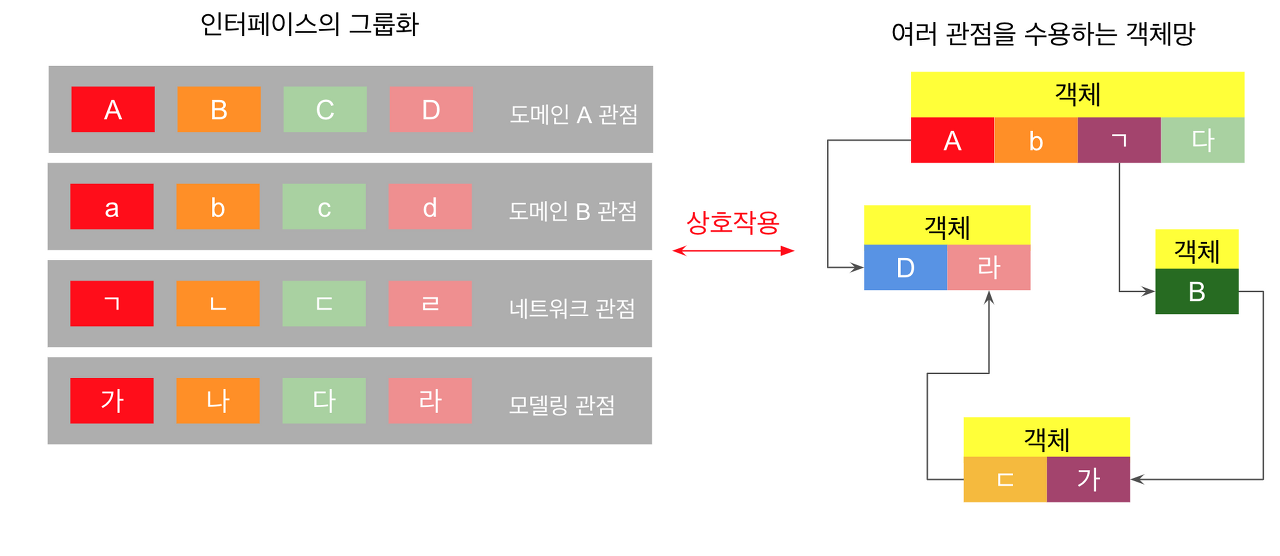 인터페이스의 그룹화
A B C D 도메인 A 관점
a b c d 도메인 B 관점
ㄱ ㄴ ㄷ ㄹ 네트워크 관점
가 나 다 라 모델링 관점
상호작용
여러 관점을 수용하는 객체망
객체
A b ㄱ 다
객체
D 라
객체
B
객체
ㄷ 가